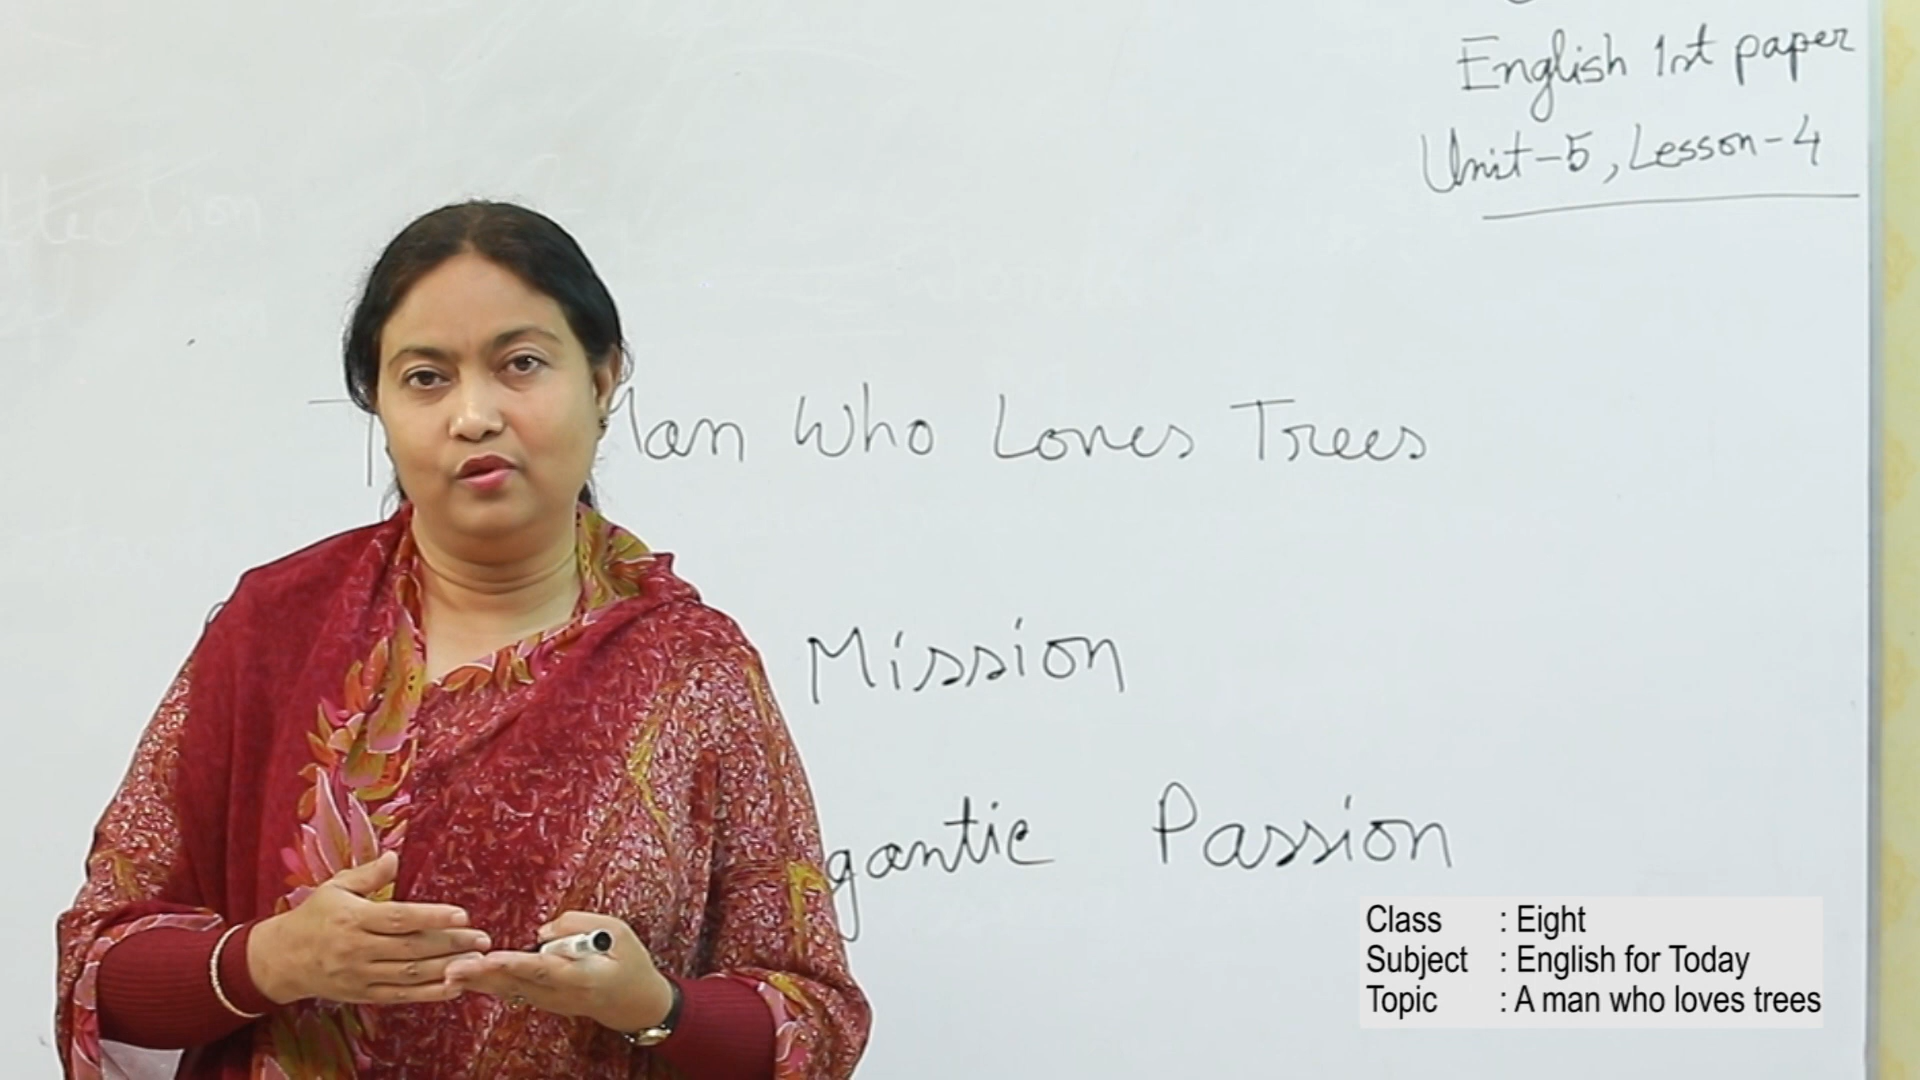 English 1st paper
Unit-5, Lesson-4
Man Who Loves Trees
Mission
gantic Passion
Class : Eight
Subject : English for Today
Topic : A man who loves trees